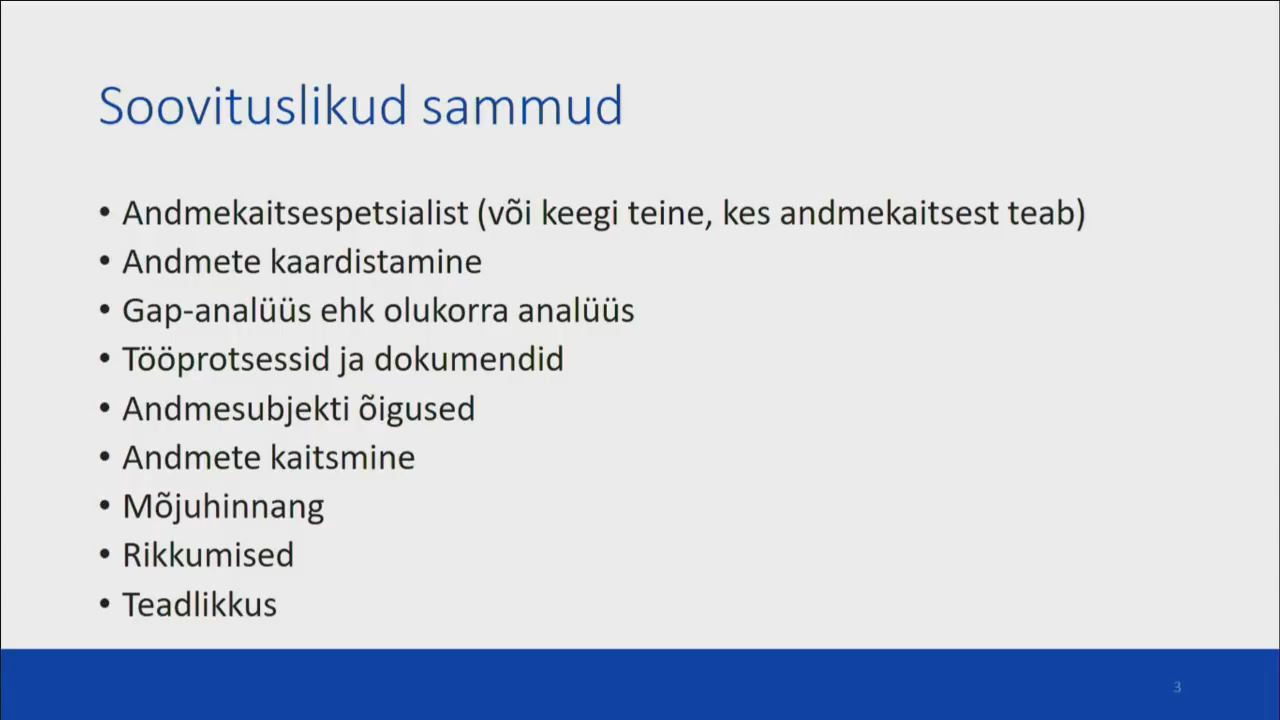 Soovituslikud sammud
• Andmekaitsespetsialist (või keegi teine, kes andmekaitsest teab)
• Andmete kaardistamine
• Gap-analüüs ehk olukorra analüüs
• Tööprotsessid ja dokumendid
• Andmesubjekti õigused
• Andmete kaitsmine
• Mõjuhinnang
• Rikkumised
• Teadlikkus
3